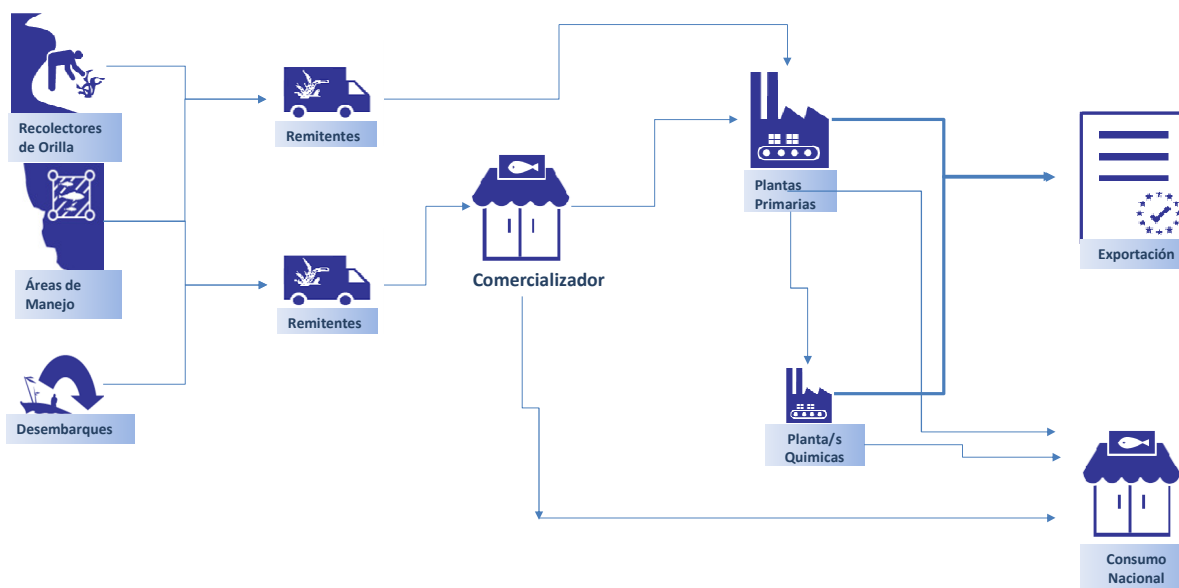 Recolectores
de Orilla
Áreas de
Manejo
Desembarques
Remitentes
Remitentes
Comercializador
Plantas
Primarias
Planta/s
Quimicas
Exportación
Consumo
Nacional